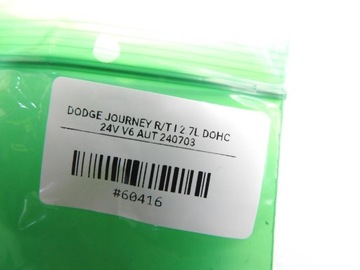 DODGE JOURNEY R/T I 2.7L DOHC
24V V6 AUT 240703
#60416